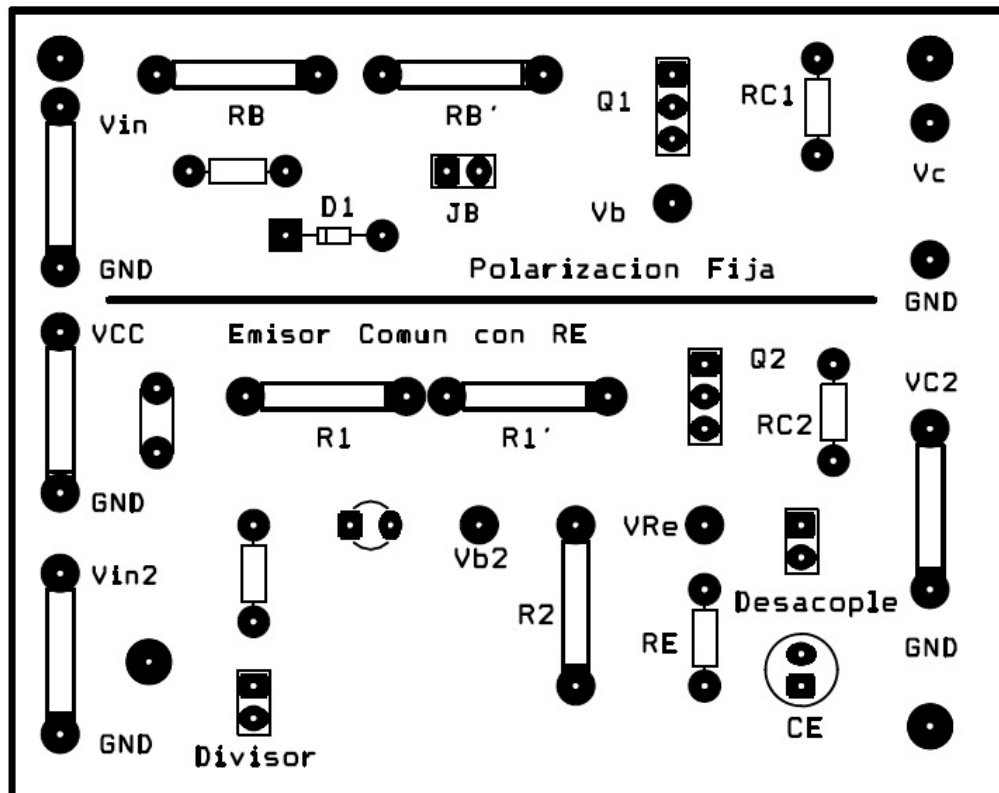 Vin
RB
RB´
Q1
RC1
Vc
D1
JB
Vb
GND
Polarizacion Fija
GND
VCC
Emisor Comun con RE
Q2
VC2
R1
R1´
RC2
GND
Vin2
Vb2
VRe
Desacople
R2
RE
GND
CE
GND
Divisor